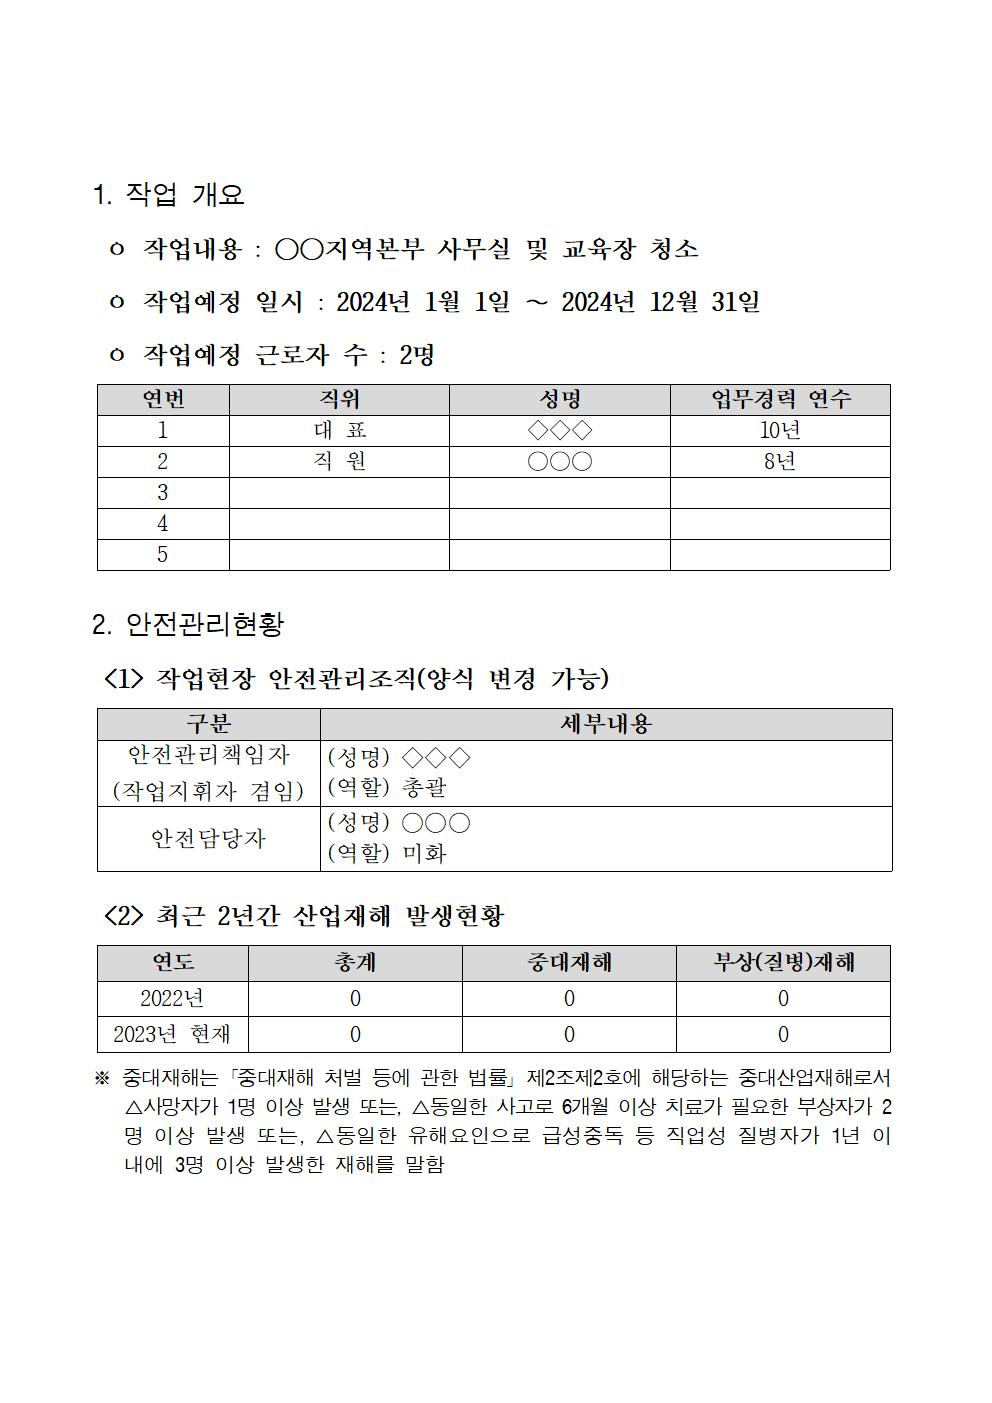 1. 작업 개요
ㅇ 작업내용 : ○○지역본부 사무실 및 교육장 청소
ㅇ 작업예정 일시 : 2024년 1월 1일 ~ 2024년 12월 31일
ㅇ 작업예정 근로자 수 : 2명
연번 직위 성명 업무경력 연수
1 대 표 ◇◇◇ 10년
2 직 원 ○○○ 8년
3
4
5
2. 안전관리현황
<1> 작업현장 안전관리조직(양식 변경 가능)
구분 세부내용
안전관리책임자
(작업지휘자 겸임)
(성명) ◇◇◇
(역할) 총괄
안전담당자
(성명) ○○○
(역할) 미화
<2> 최근 2년간 산업재해 발생현황
연도 총계 중대재해 부상(질병)재해
2022년 0 0 0
2023년 현재 0 0 0
※ 중대재해는「중대재해 처벌 등에 관한 법률」제2조제2호에 해당하는 중대산업재해로서
△사망자가 1명 이상 발생 또는, △동일한 사고로 6개월 이상 치료가 필요한 부상자가 2
명 이상 발생 또는, △동일한 유해요인으로 급성중독 등 직업성 질병자가 1년 이
내에 3명 이상 발생한 재해를 말함